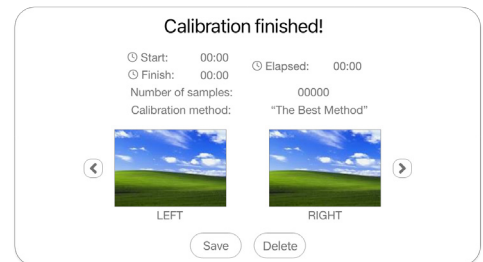 Calibration finished!
Start: 00:00
Finish: 00:00
Elapsed: 00:00
Number of samples: 00000
Calibration method: “The Best Method”
LEFT RIGHT
Save Delete